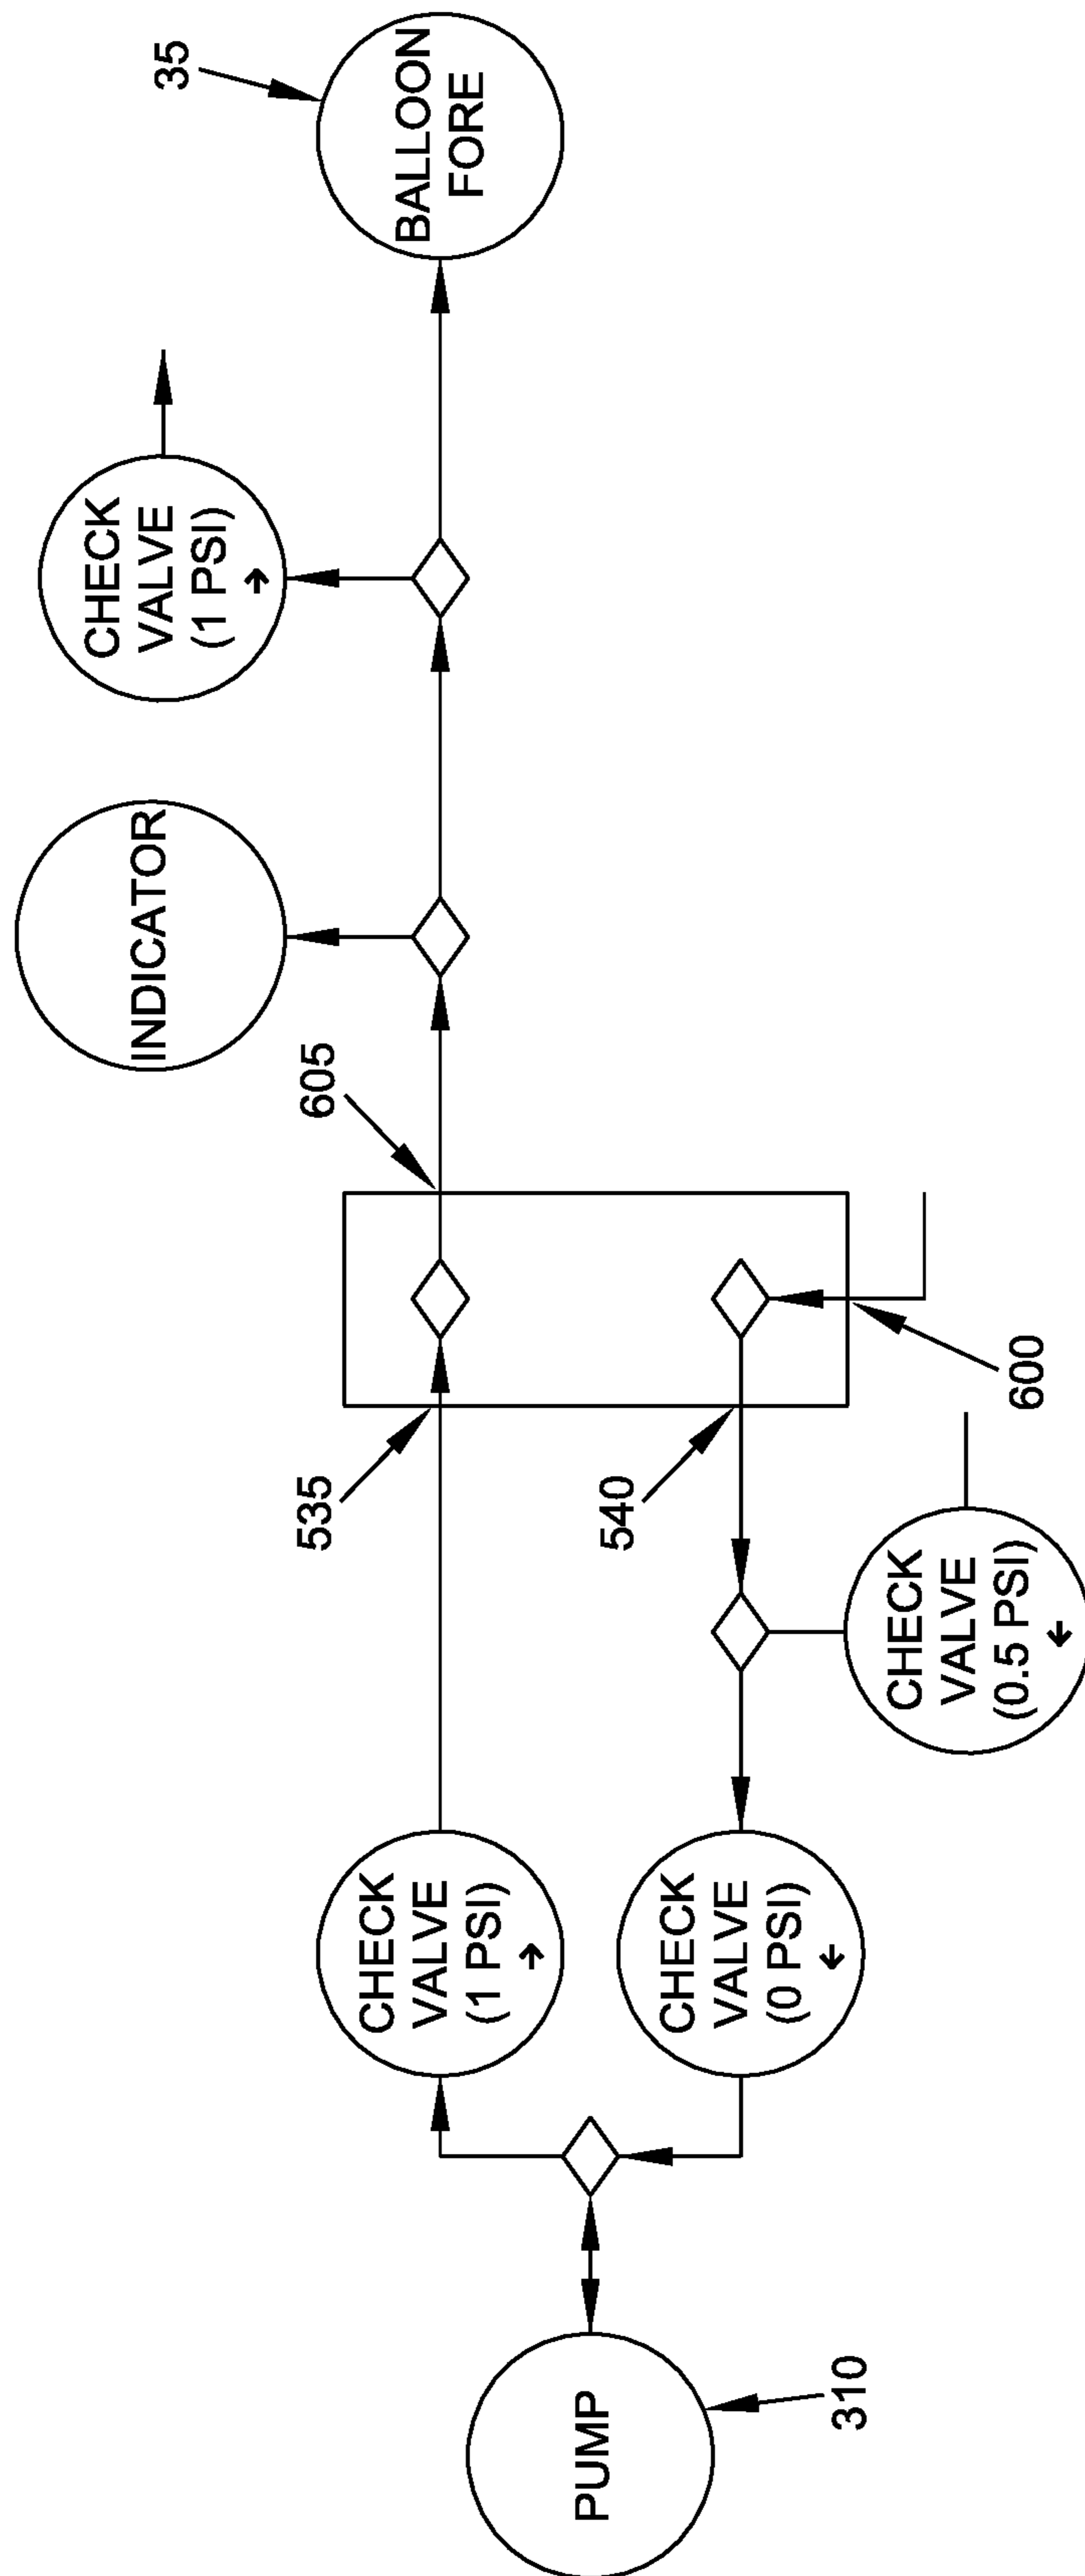 35
BALLOON
FORE
CHECK
VALVE
(1 PSI)
→
INDICATOR
605
535
540
600
CHECK
VALVE
(1 PSI)
→
CHECK
VALVE
(0 PSI)
←
CHECK
VALVE
(0.5 PSI)
←
PUMP
310